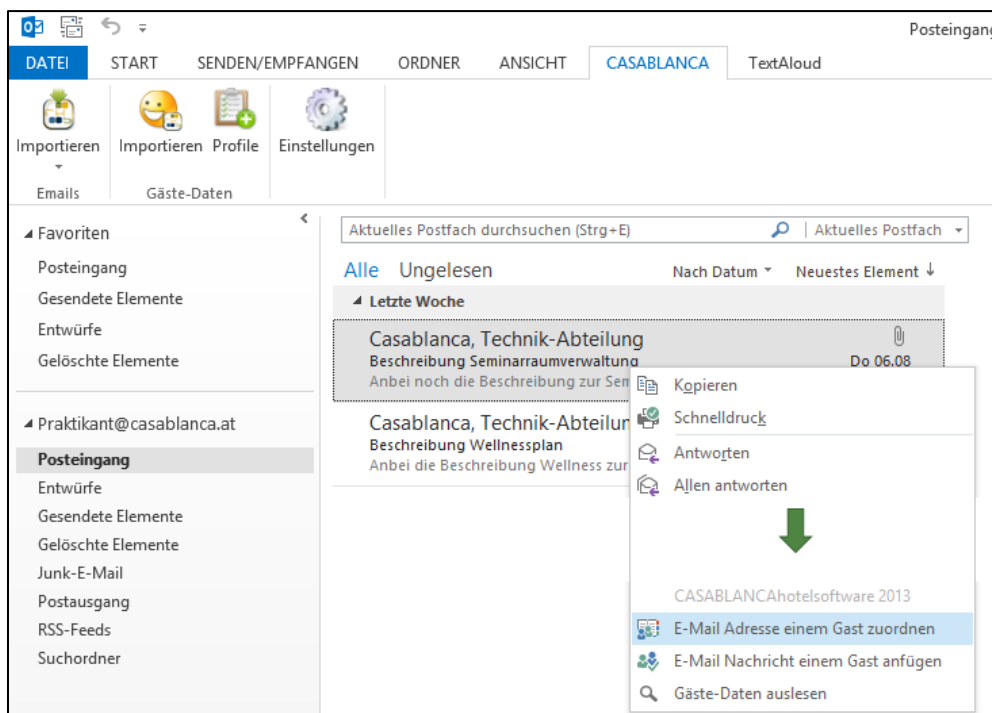 Posteingang
DATEI START SENDEN/EMPFANGEN ORDNER ANSICHT CASABLANCA TextAloud
Importieren Importieren Profile Einstellungen
Emails Gäste-Daten
Favoriten
Posteingang
Gesendete Elemente
Entwürfe
Gelöschte Elemente
Praktikant@casablanca.at
Posteingang
Entwürfe
Gesendete Elemente
Gelöschte Elemente
Junk-E-Mail
Postausgang
RSS-Feeds
Suchordner
Aktuelles Postfach durchsuchen (Strg+E) Aktuelles Postfach
Alle Ungelesen Nach Datum Neuestes Element
Letzte Woche
Casablanca, Technik-Abteilung
Beschreibung Seminarraumverwaltung Do 06.08
Anbei noch die Beschreibung zur Sem
Casablanca, Technik-Abteilun
Beschreibung Wellnessplan
Anbei die Beschreibung Wellness zur
Kopieren
Schnelldruck
Antworten
Allen antworten
CASABLANCAhotelsoftware 2013
E-Mail Adresse einem Gast zuordnen
E-Mail Nachricht einem Gast anfügen
Gäste-Daten auslesen